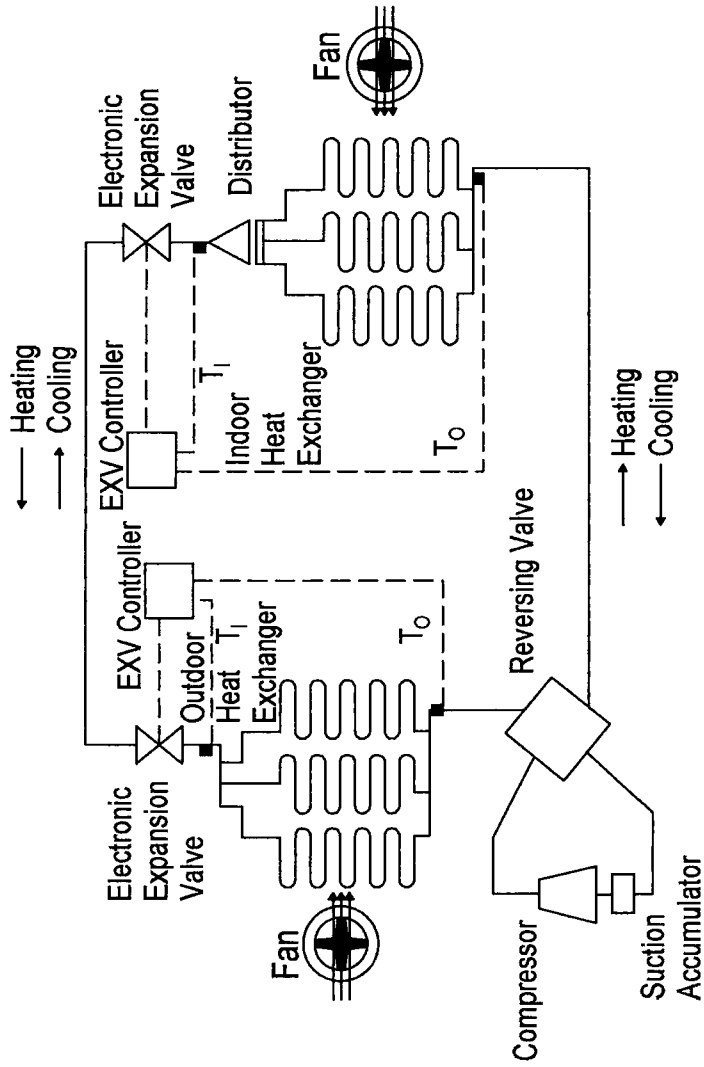 Heating
Cooling
Electronic
Expansion
Valve
EXV Controller
EXV Controller
Electronic
Expansion
Valve
Distributor
Fan
Outdoor
Heat
Exchanger
T_I
Indoor
Heat
Exchanger
T_I
Fan
T_O
T_O
Compressor
Suction
Accumulator
Reversing Valve
Heating
Cooling